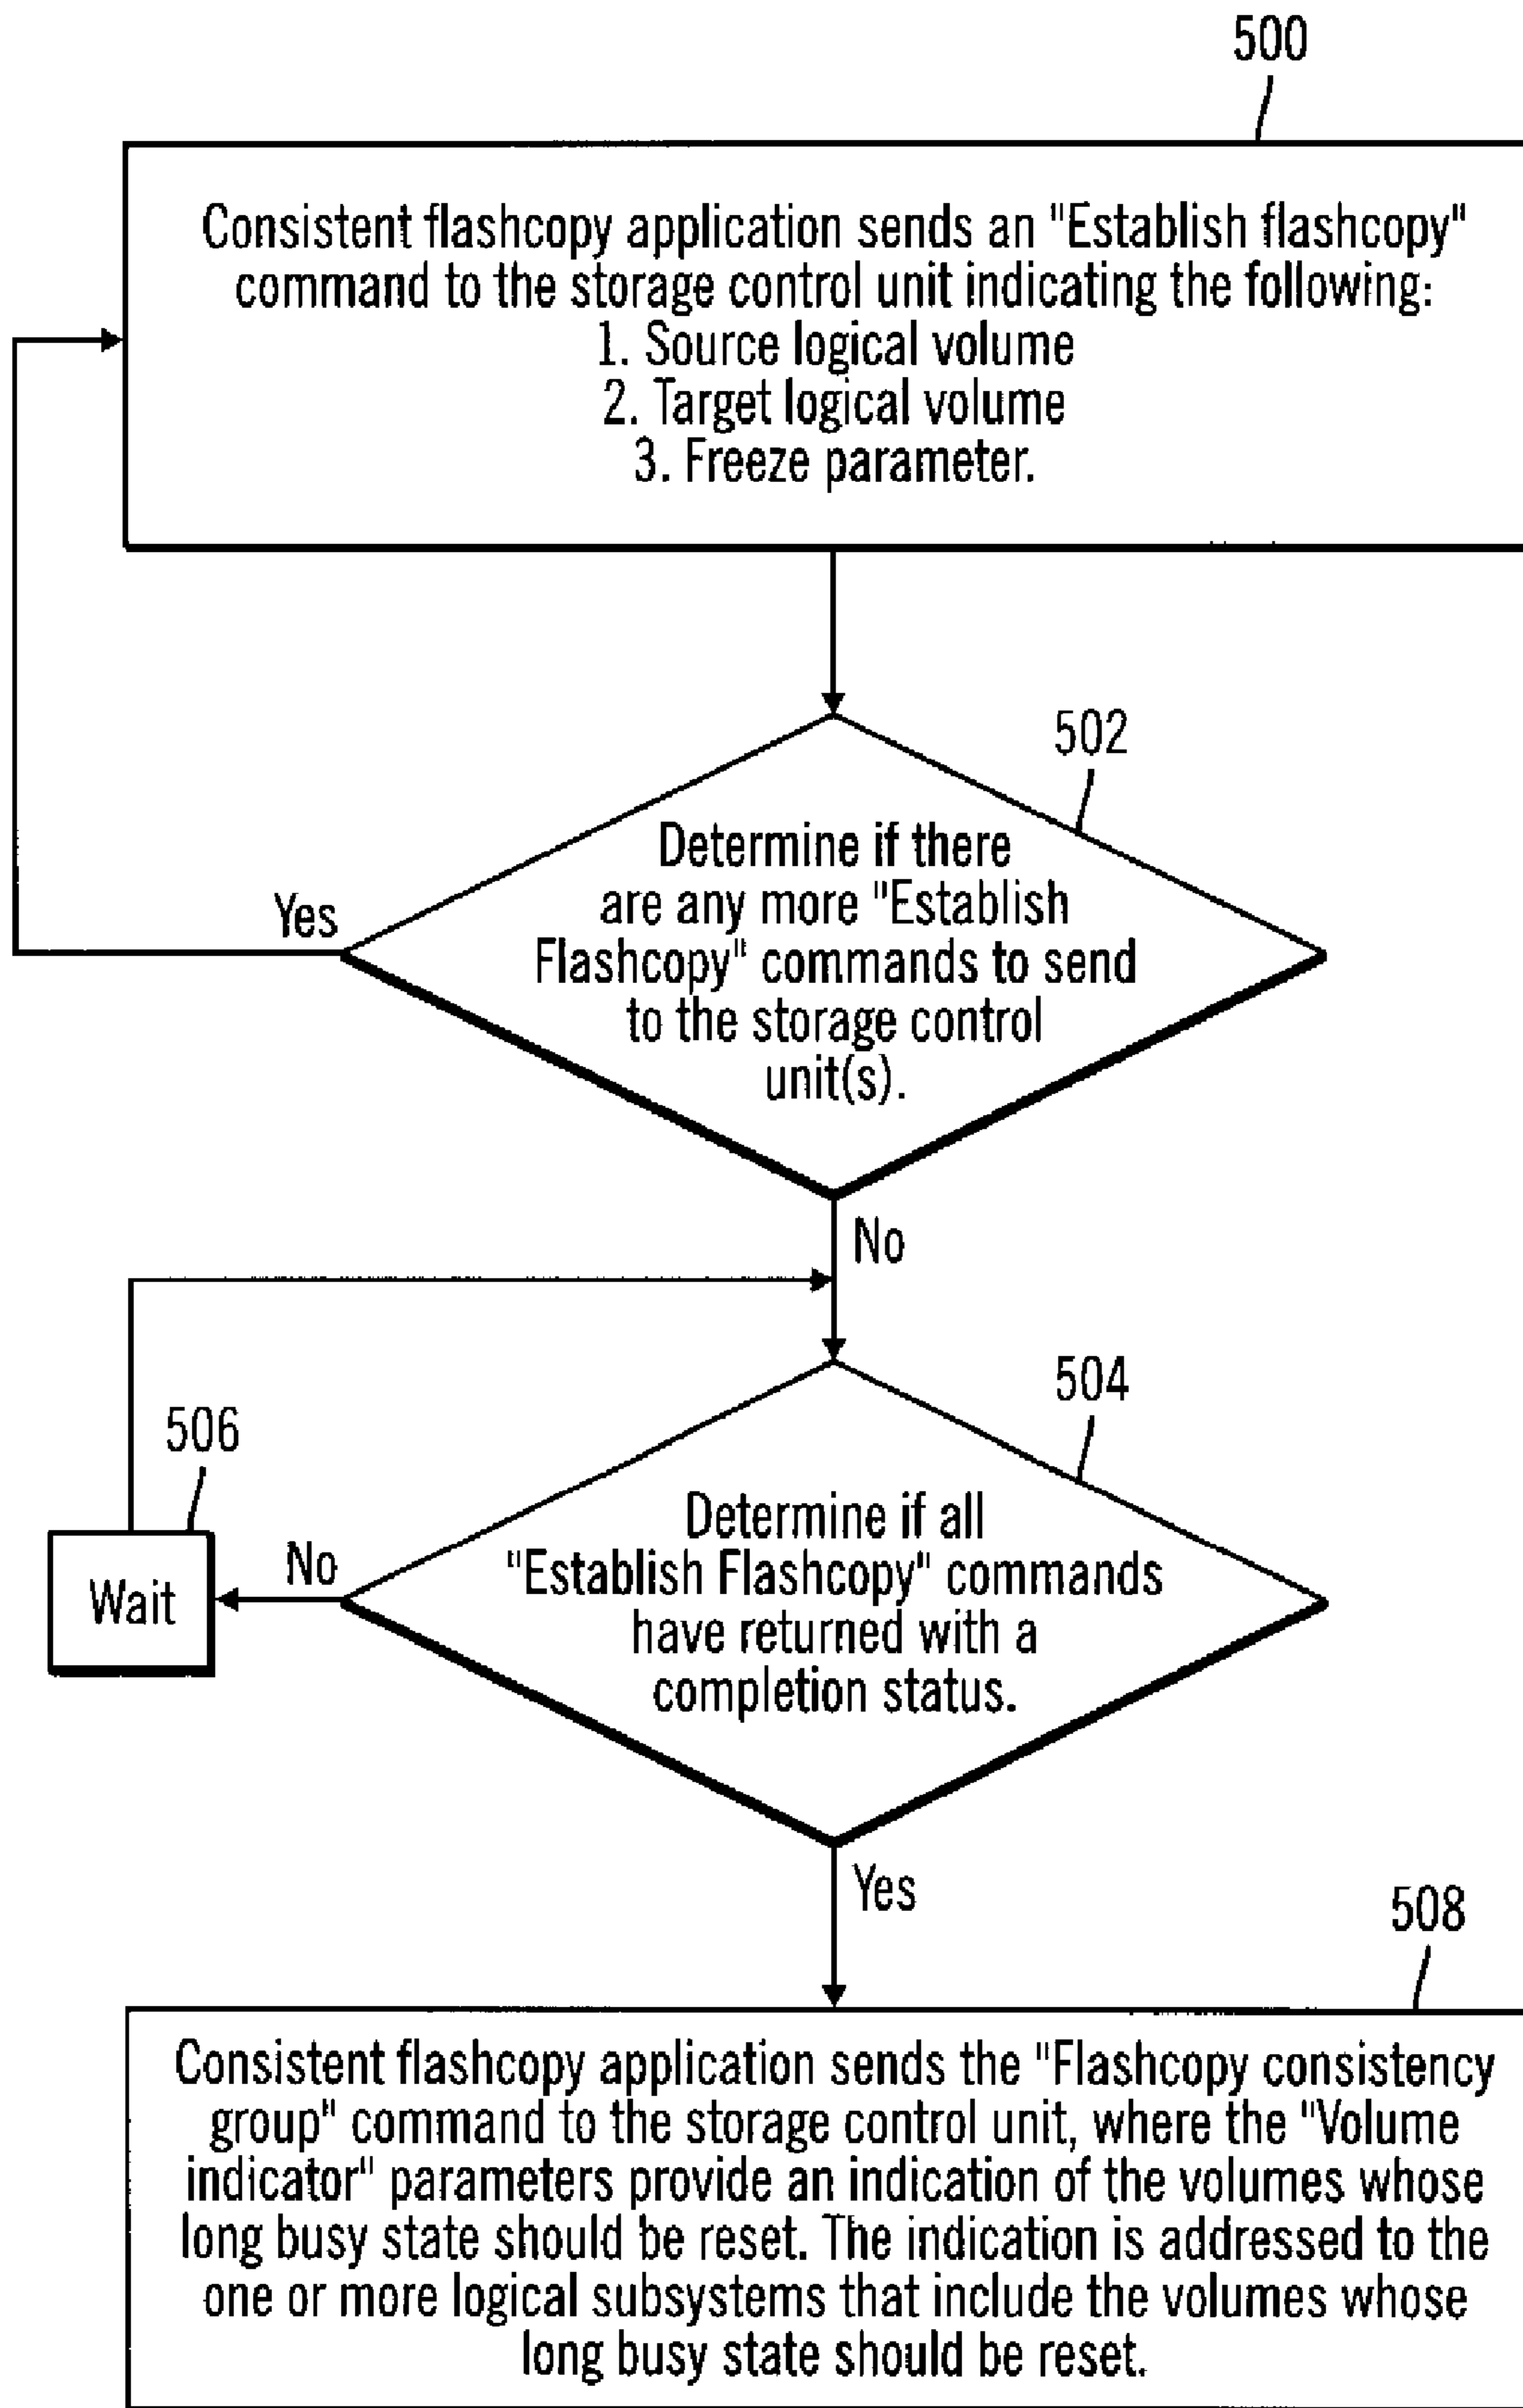 500
Consistent flashcopy application sends an "Establish flashcopy"
command to the storage control unit indicating the following:
1. Source logical volume
2. Target logical volume
3. Freeze parameter.
502
Determine if there
are any more "Establish
Flashcopy" commands to send
to the storage control
unit(s).
Yes
No
504
506
Determine if all
"Establish Flashcopy" commands
have returned with a
completion status.
No
Wait
Yes
508
Consistent flashcopy application sends the "Flashcopy consistency
group" command to the storage control unit, where the "Volume
indicator" parameters provide an indication of the volumes whose
long busy state should be reset. The indication is addressed to the
one or more logical subsystems that include the volumes whose
long busy state should be reset.